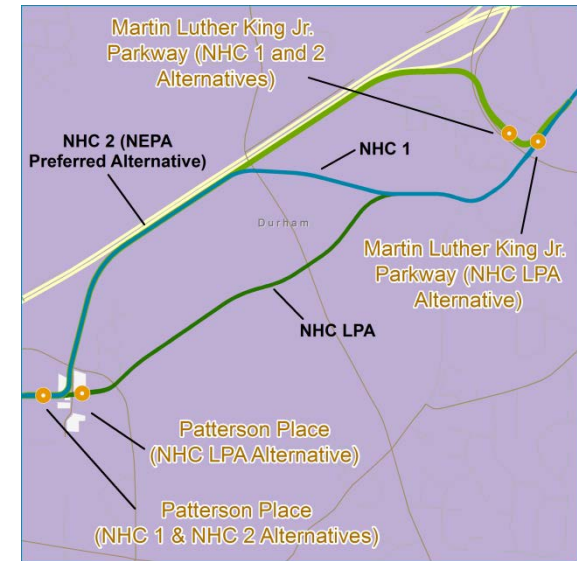 Martin Luther King Jr.
Parkway (NHC 1 and 2
Alternatives)
NHC 2 (NEPA
Preferred Alternative)
NHC 1
Durham
Martin Luther King Jr.
Parkway (NHC LPA
Alternative)
NHC LPA
Patterson Place
(NHC LPA Alternative)
Patterson Place
(NHC 1 & NHC 2 Alternatives)